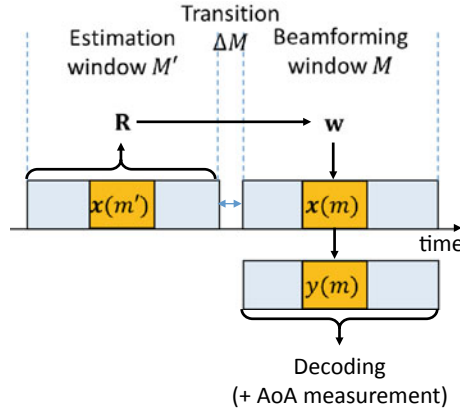 Transition
Estimation ΔM Beamforming
window M′ window M
R w
x(m′) x(m)
time
y(m)
Decoding
(+ AoA measurement)